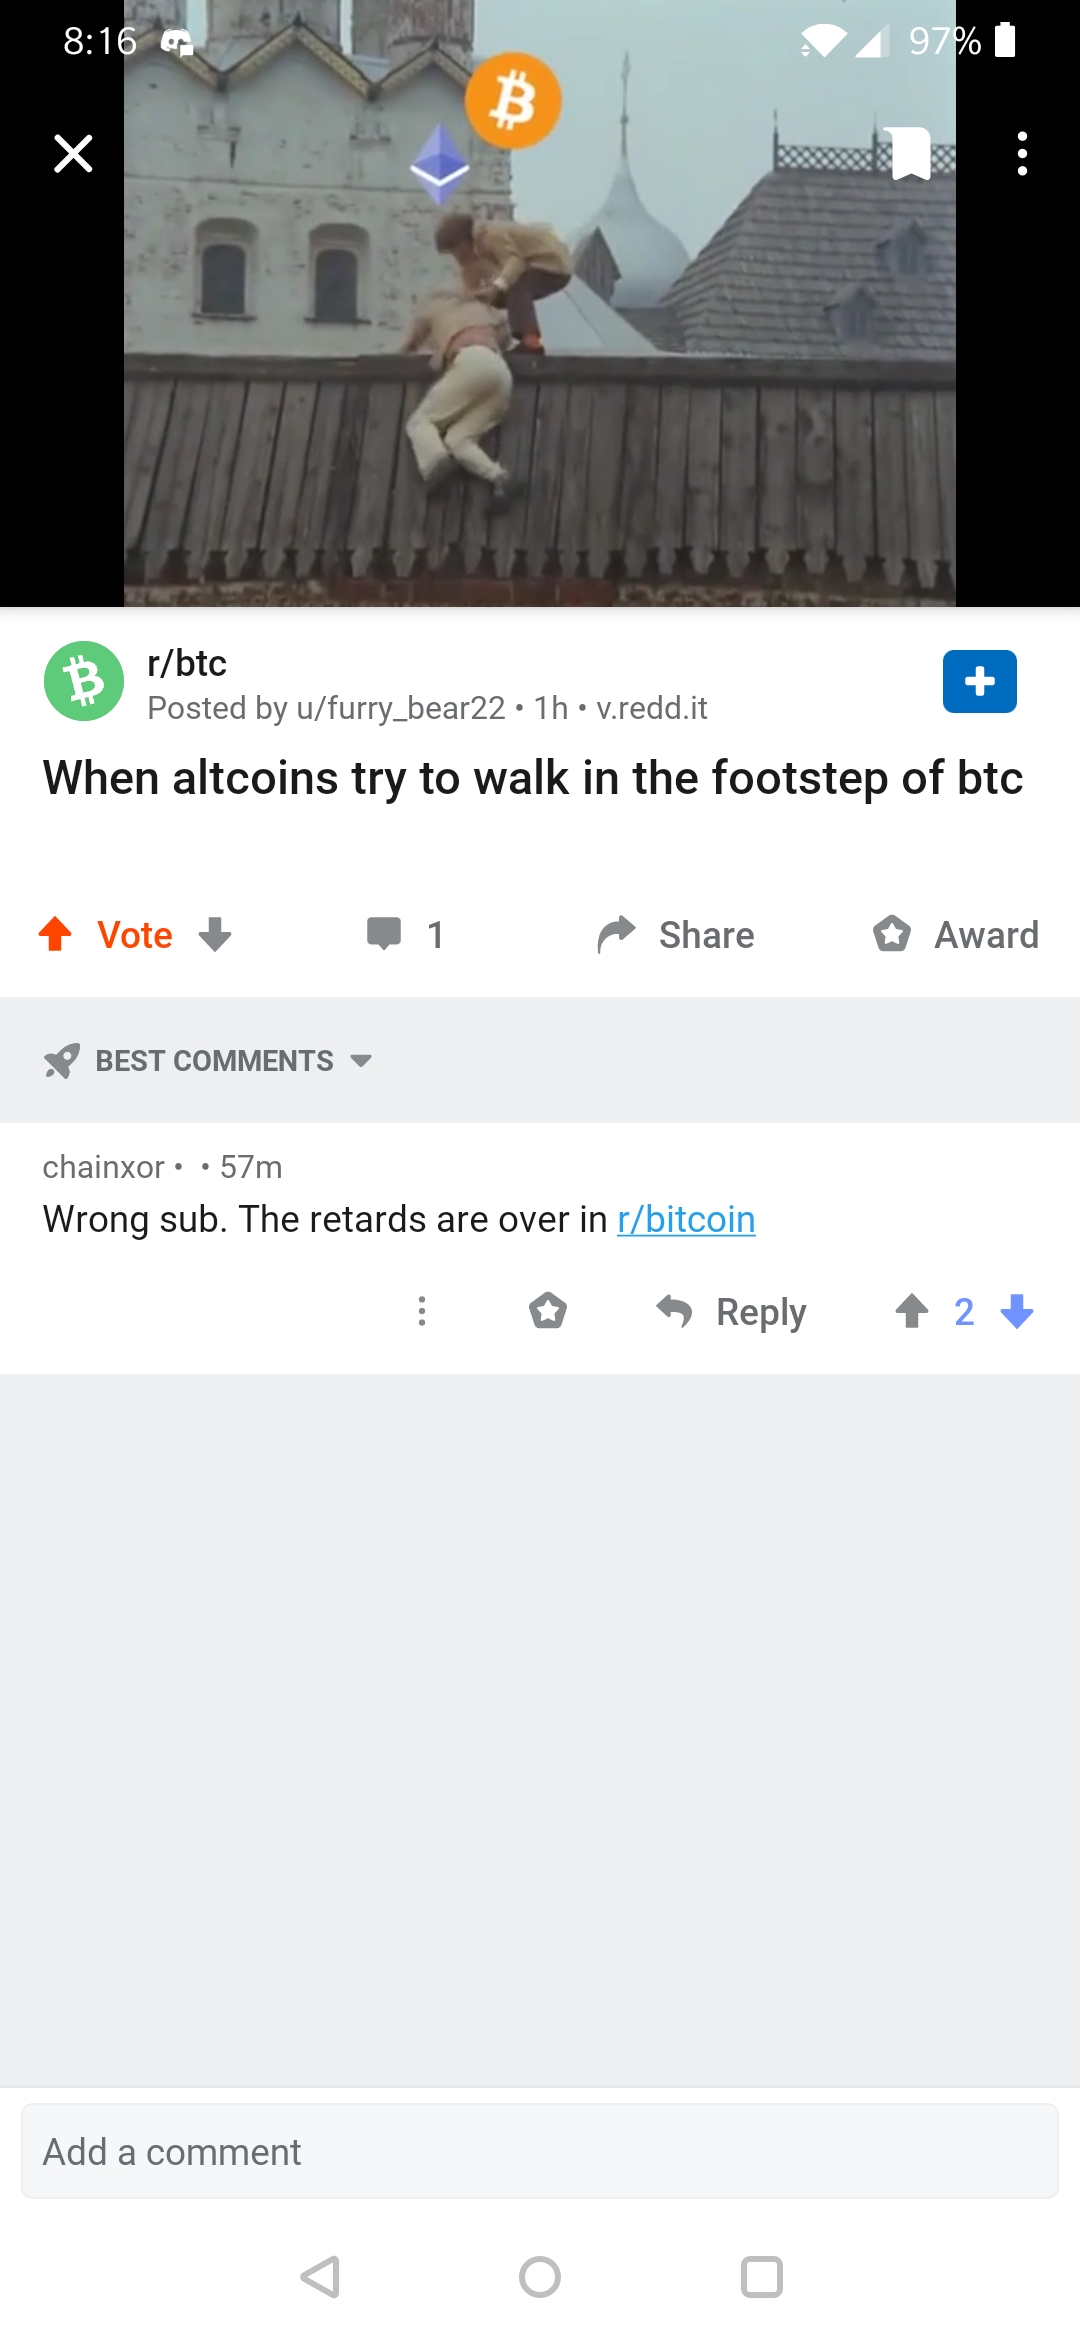 8:16 97%
r/btc
Posted by u/furry_bear22 • 1h • v.redd.it
When altcoins try to walk in the footstep of btc
Vote 1 Share Award
BEST COMMENTS
chainxor • • 57m
Wrong sub. The retards are over in r/bitcoin
Reply 2
Add a comment